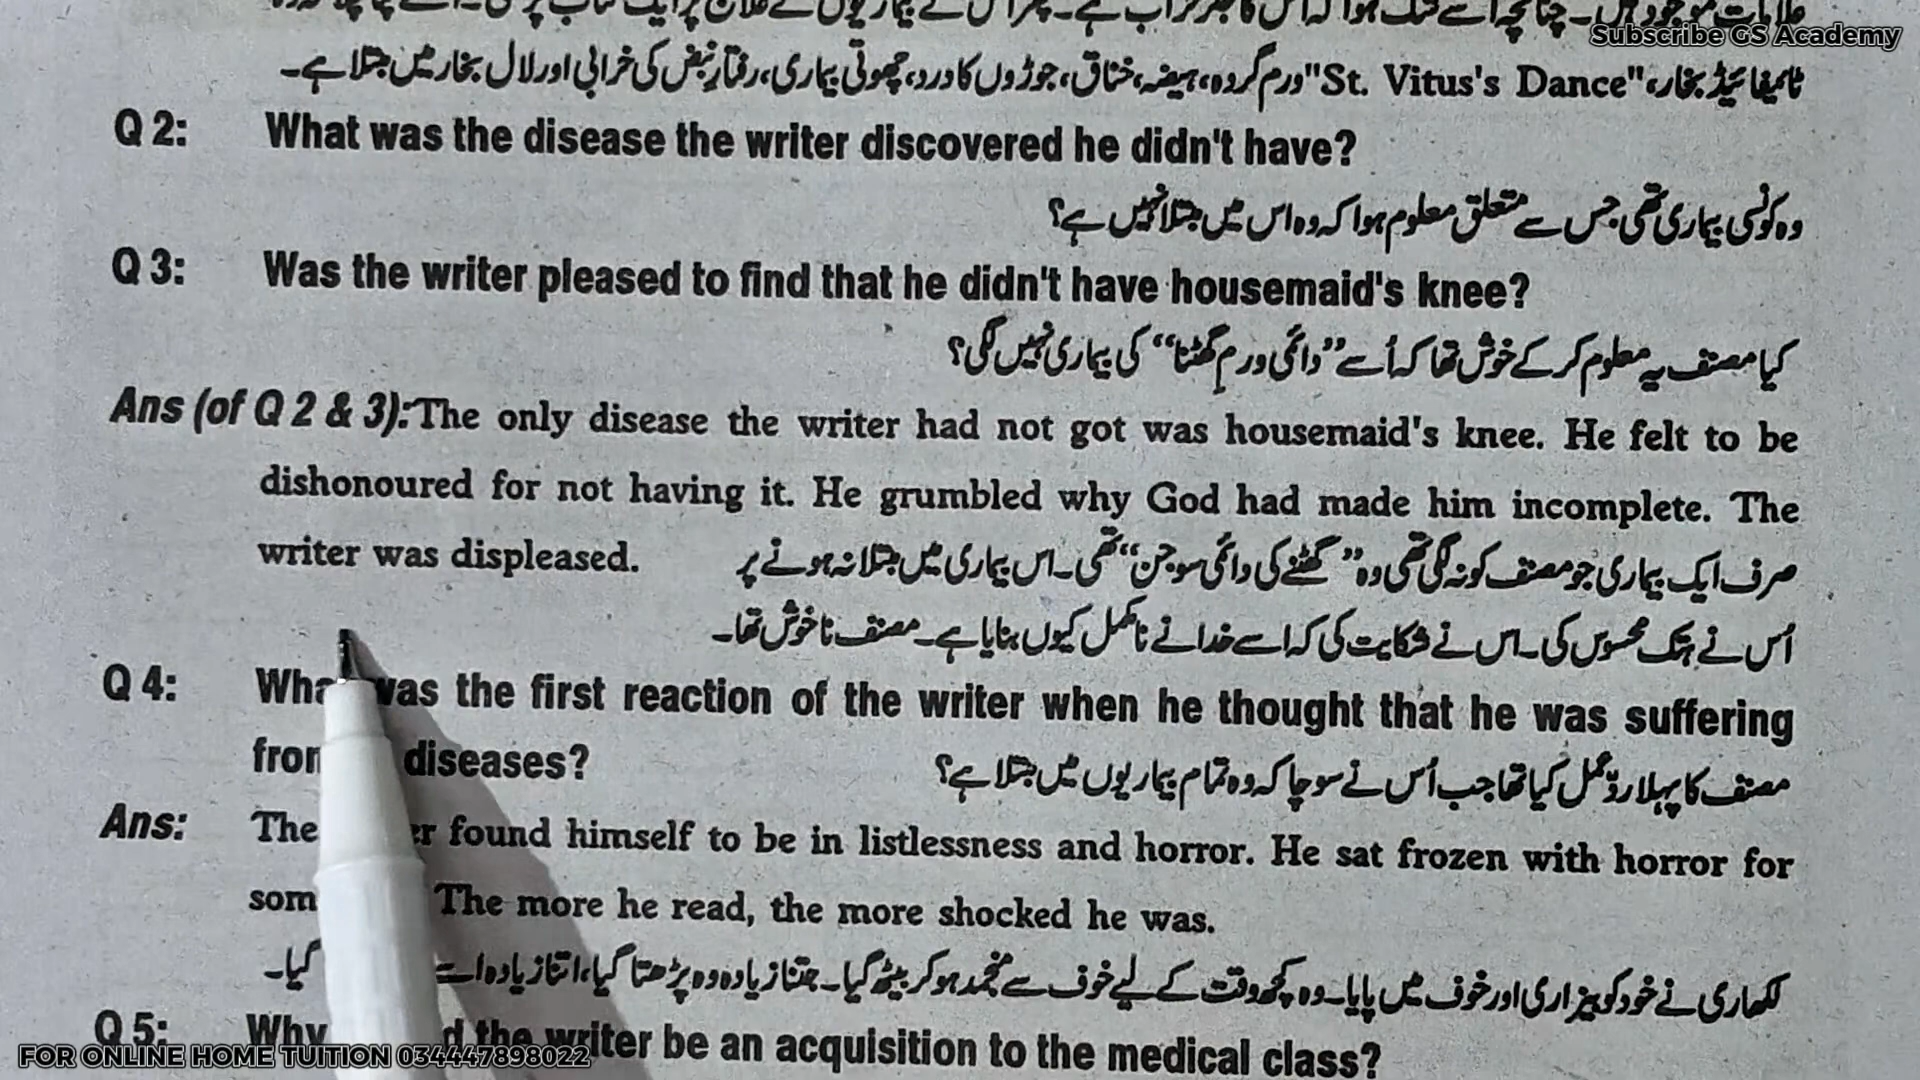 Subscribe GS Academy
ٹائیفائیڈ بخار، "St. Vitus's Dance" ورم گردہ، ہیضہ، خناق، جوڑوں کا درد، چھوتی بیماری، رفتارِ نبض کی خرابی اور لال بخار میں مبتلا ہے۔
Q 2: What was the disease the writer discovered he didn't have?
وہ کونسی بیماری تھی جس سے متعلق معلوم ہوا کہ وہ اس میں مبتلا نہیں ہے؟
Q 3: Was the writer pleased to find that he didn't have housemaid's knee?
کیا مصنف یہ معلوم کر کے خوش تھا کہ اُسے ”دائمی ورمِ گھٹنا“ کی بیماری نہیں لگی؟
Ans (of Q 2 & 3): The only disease the writer had not got was housemaid's knee. He felt to be
dishonoured for not having it. He grumbled why God had made him incomplete. The
writer was displeased. صرف ایک بیماری جو مصنف کو نہ لگی تھی وہ ”گھٹنے کی دائمی سوجن“ تھی۔ اس بیماری میں مبتلا نہ ہونے پر
اُس نے ہتک محسوس کی۔ اس نے شکایت کی کہ اسے خدا نے نامکمل کیوں بنایا ہے۔ مصنف ناخوش تھا۔
Q 4: was the first reaction of the writer when he thought that he was suffering
diseases? مصنف کا پہلا ردِّعمل کیا تھا جب اُس نے سوچا کہ وہ تمام بیماریوں میں مبتلا ہے؟
Ans: The found himself to be in listlessness and horror. He sat frozen with horror for
The more he read, the more shocked he was.
لکھاری نے خود کو بیزاری اور خوف میں پایا۔ وہ کچھ وقت کے لیے خوف سے منجمد ہو کر بیٹھ گیا۔ جتنا زیادہ وہ پڑھتا گیا، اتنا زیادہ اسے گیا۔
Q 5: Why the writer be an acquisition to the medical class?
FOR ONLINE HOME TUITION 034447898022